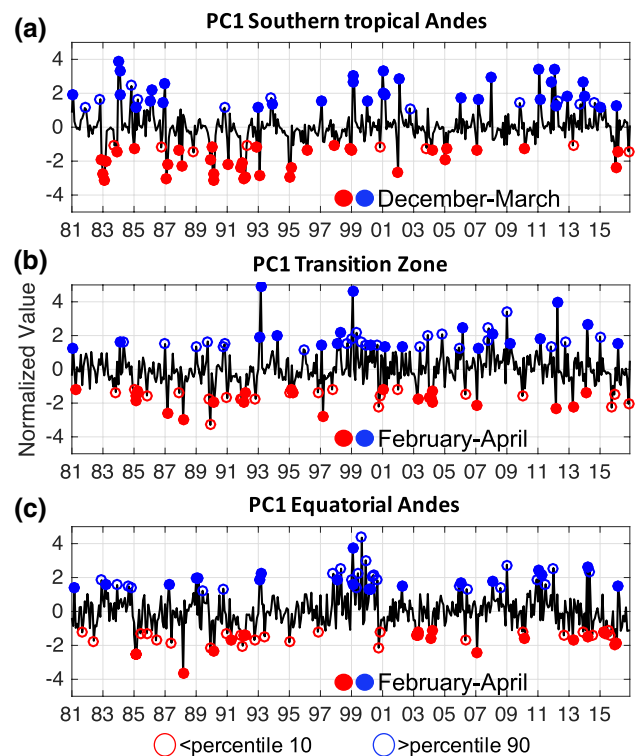 (a) PC1 Southern tropical Andes
4
2
0
-2
-4
December-March
81 83 85 87 89 91 93 95 97 99 01 03 05 07 09 11 13 15
(b) PC1 Transition Zone
Normalized Value
4
2
0
-2
-4
February-April
81 83 85 87 89 91 93 95 97 99 01 03 05 07 09 11 13 15
(c) PC1 Equatorial Andes
4
2
0
-2
-4
February-April
81 83 85 87 89 91 93 95 97 99 01 03 05 07 09 11 13 15
<percentile 10 >percentile 90